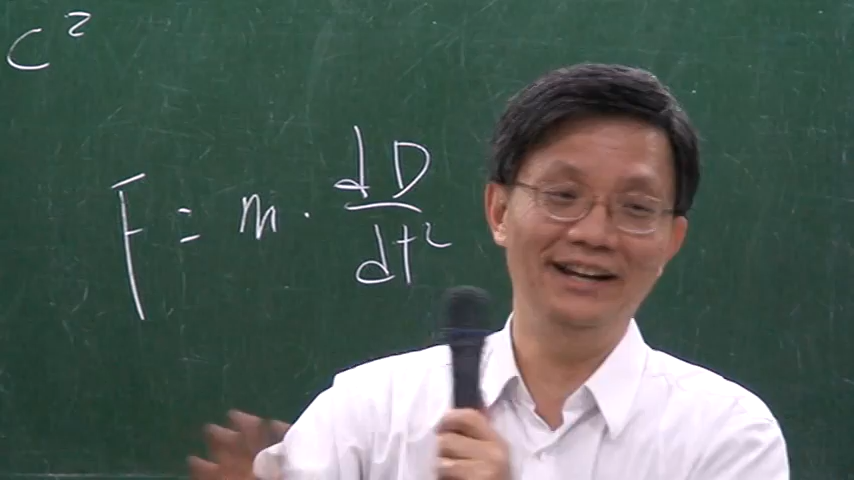 c²
F = m · dD/dt²